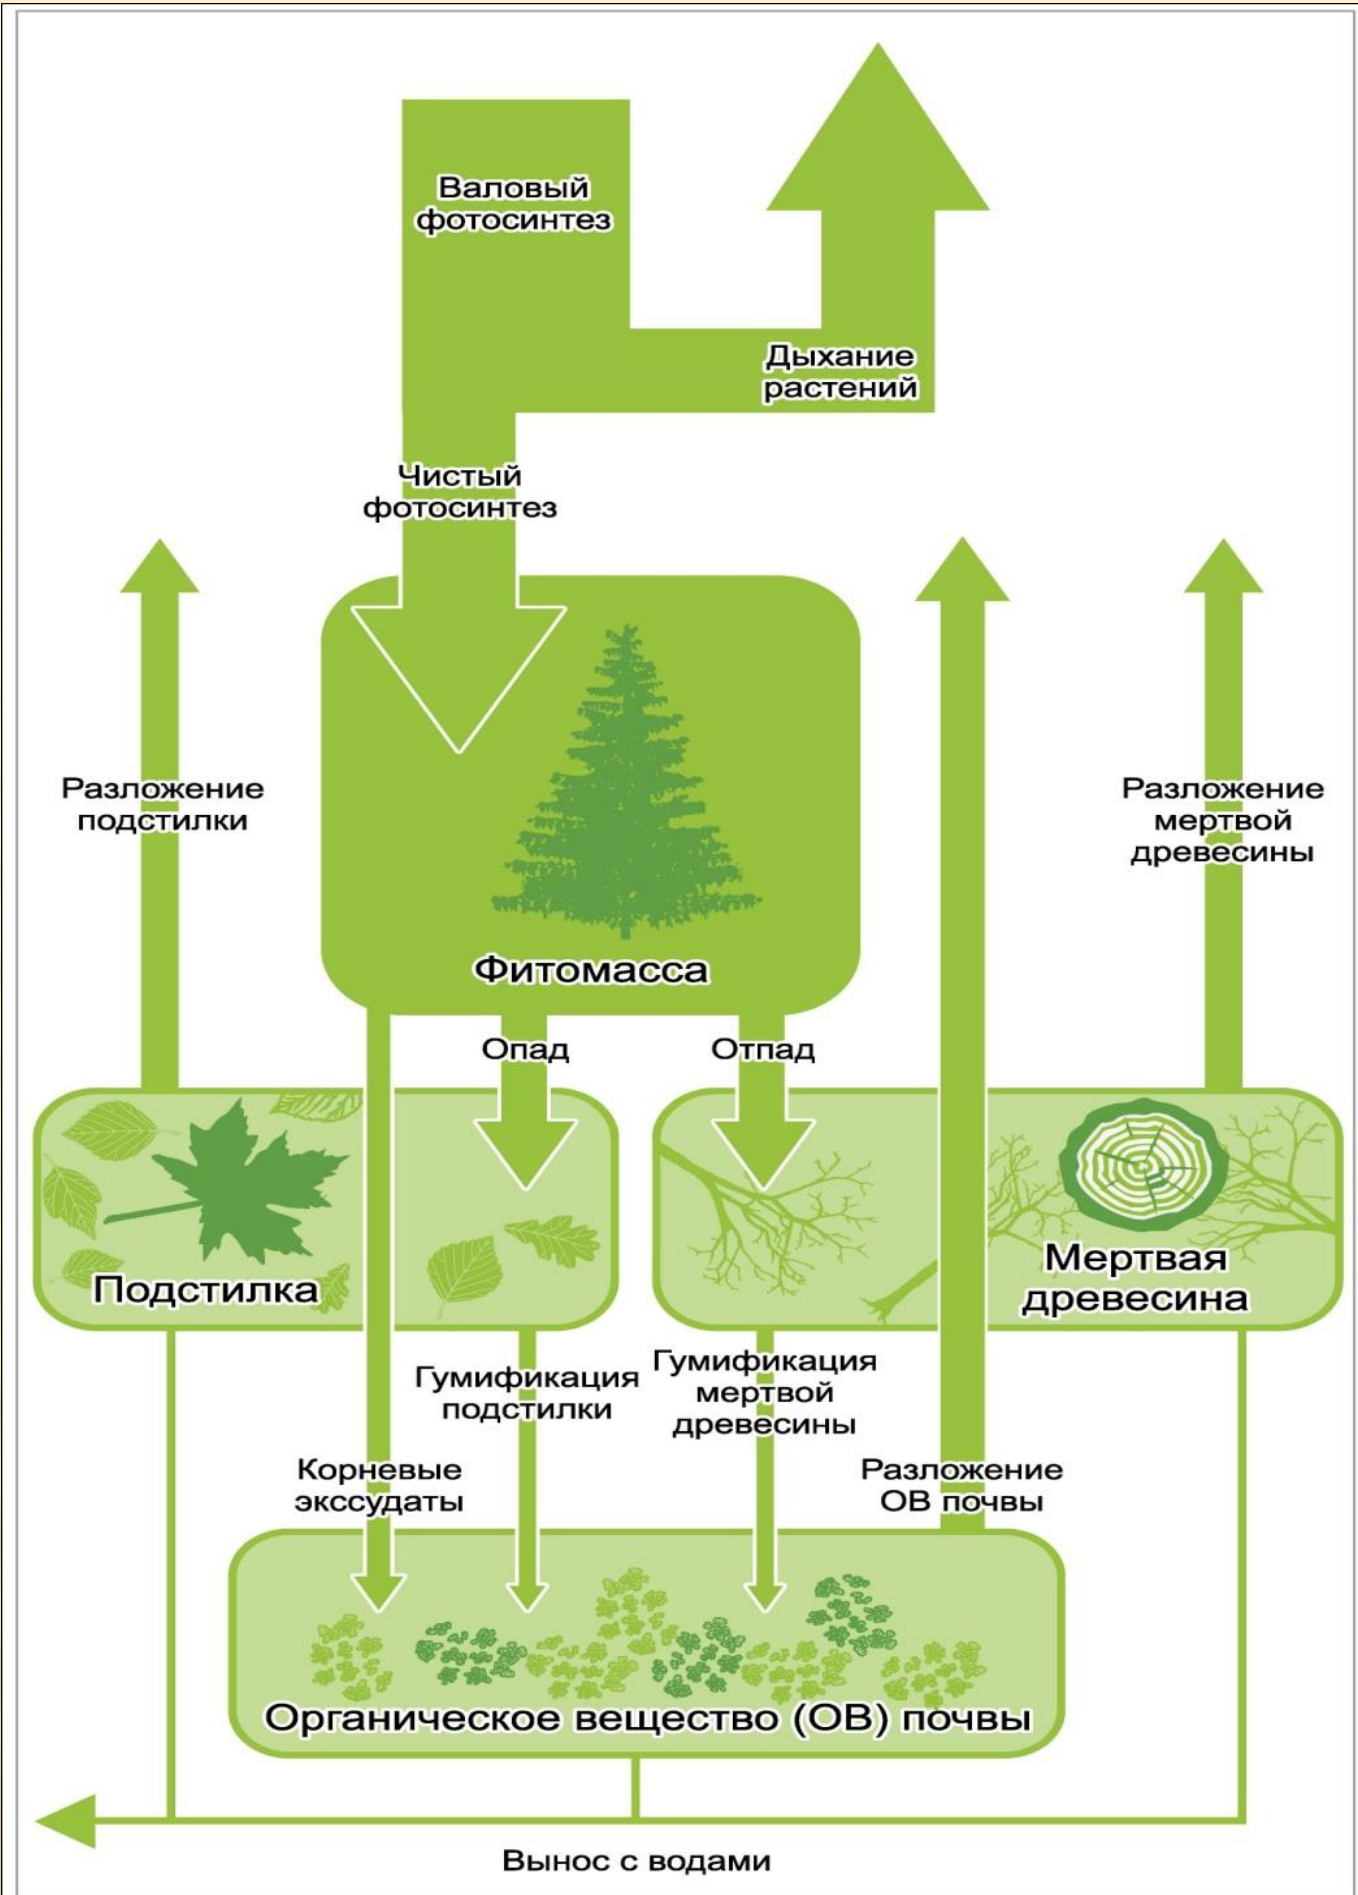 Валовый
фотосинтез
Дыхание
растений
Чистый
фотосинтез
Разложение
подстилки
Разложение
мертвой
древесины
Фитомасса
Опад
Отпад
Подстилка
Мертвая
древесина
Гумификация
подстилки
Гумификация
мертвой
древесины
Корневые
экссудаты
Разложение
ОВ почвы
Органическое вещество (ОВ) почвы
Вынос с водами